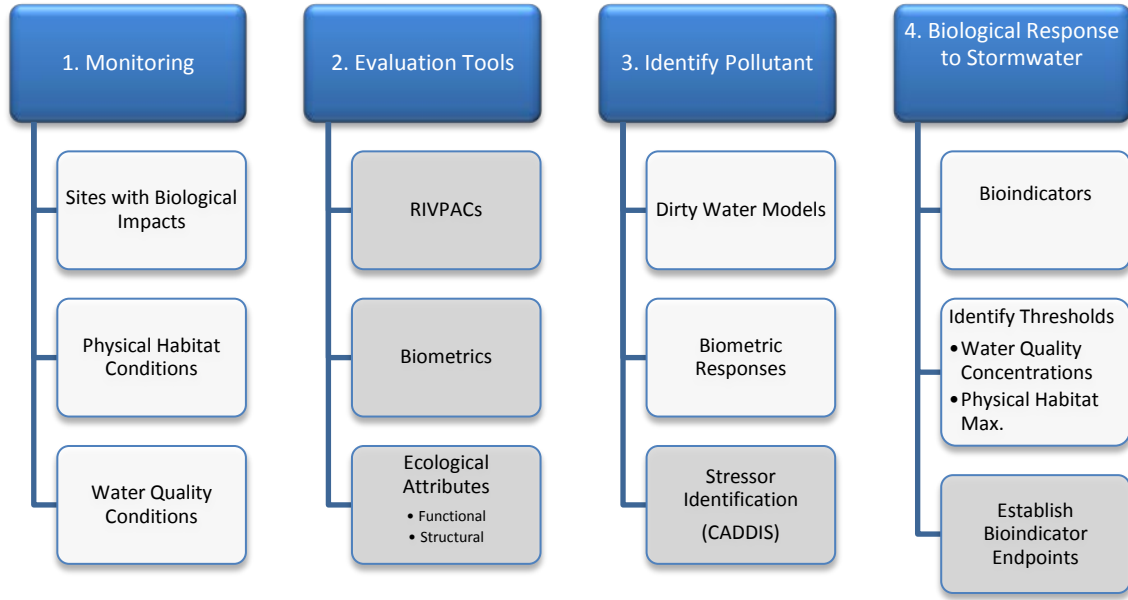 1. Monitoring
Sites with Biological
Impacts
Physical Habitat
Conditions
Water Quality
Conditions
2. Evaluation Tools
RIVPACs
Biometrics
Ecological
Attributes
• Functional
• Structural
3. Identify Pollutant
Dirty Water Models
Biometric
Responses
Stressor
Identification
(CADDIS)
4. Biological Response
to Stormwater
Bioindicators
Identify Thresholds
•Water Quality
Concentrations
•Physical Habitat
Max.
Establish
Bioindicator
Endpoints